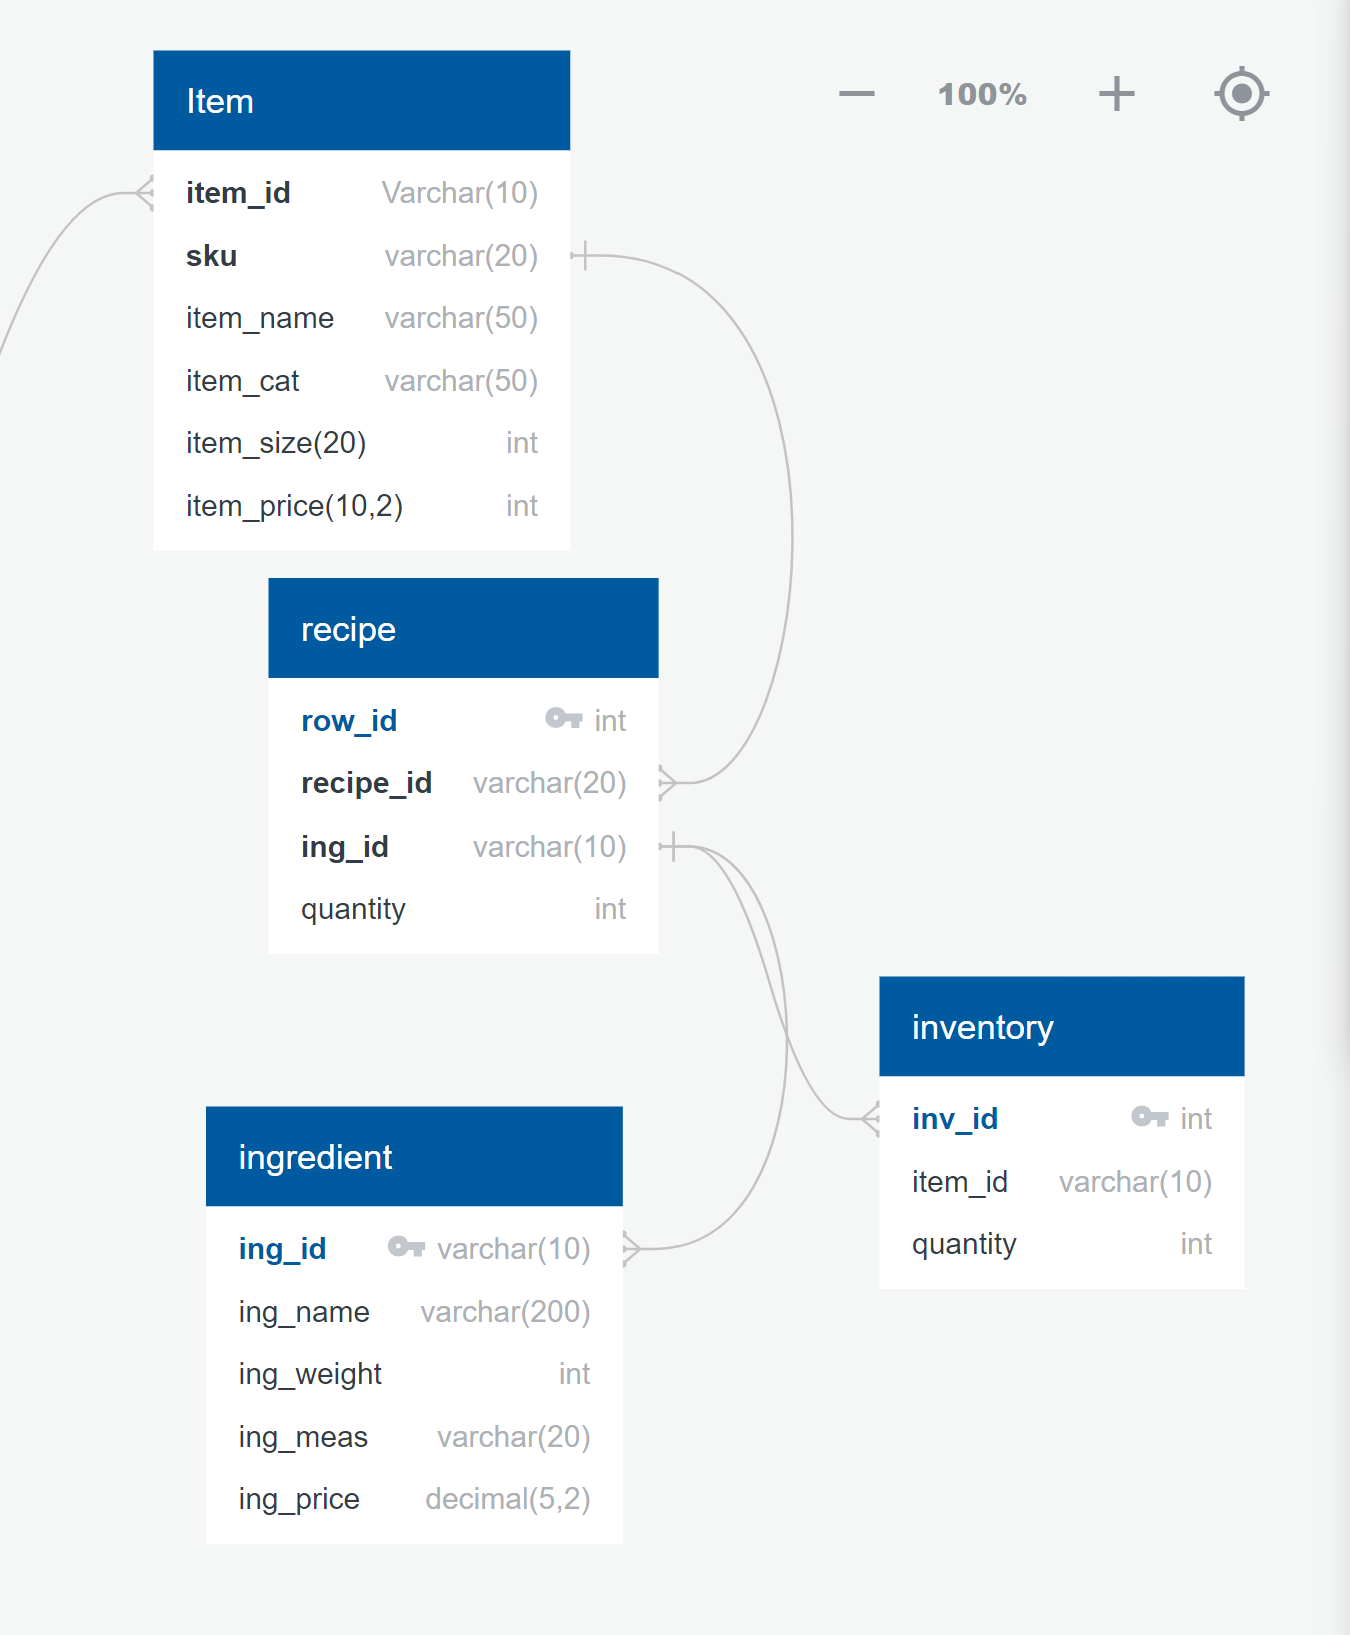 Item
100%
item_id Varchar(10)
sku varchar(20)
item_name varchar(50)
item_cat varchar(50)
item_size(20) int
item_price(10,2) int
recipe
row_id int
recipe_id varchar(20)
ing_id varchar(10)
quantity int
inventory
inv_id int
item_id varchar(10)
quantity int
ingredient
ing_id varchar(10)
ing_name varchar(200)
ing_weight int
ing_meas varchar(20)
ing_price decimal(5,2)